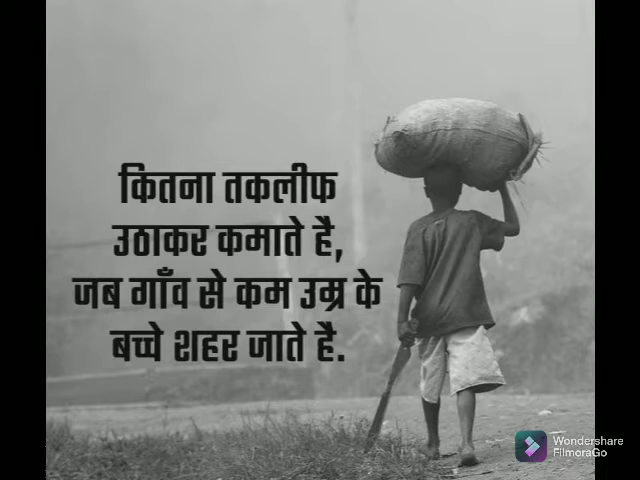 कितना तकलीफ
उठाकर कमाते है,
जब गाँव से कम उम्र के
बच्चे शहर जाते है.
Wondershare
FilmoraGo